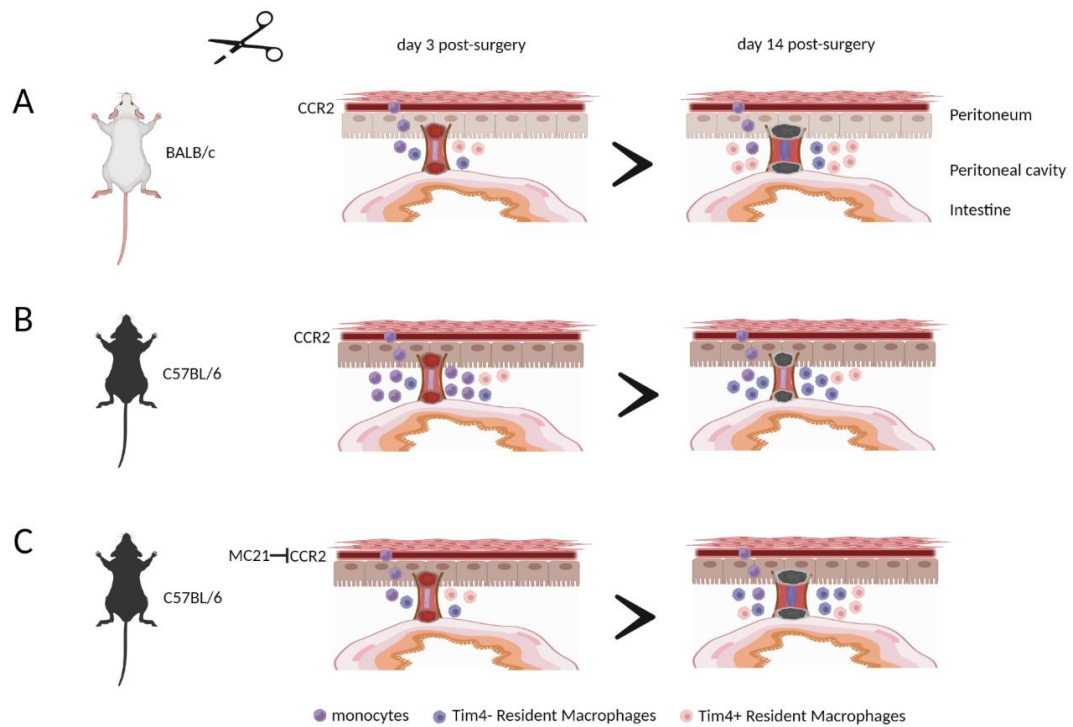 day 3 post-surgery
day 14 post-surgery
A
BALB/c
CCR2
Peritoneum
Peritoneal cavity
Intestine
B
C57BL/6
CCR2
C
C57BL/6
MC21 CCR2
monocytes
Tim4- Resident Macrophages
Tim4+ Resident Macrophages